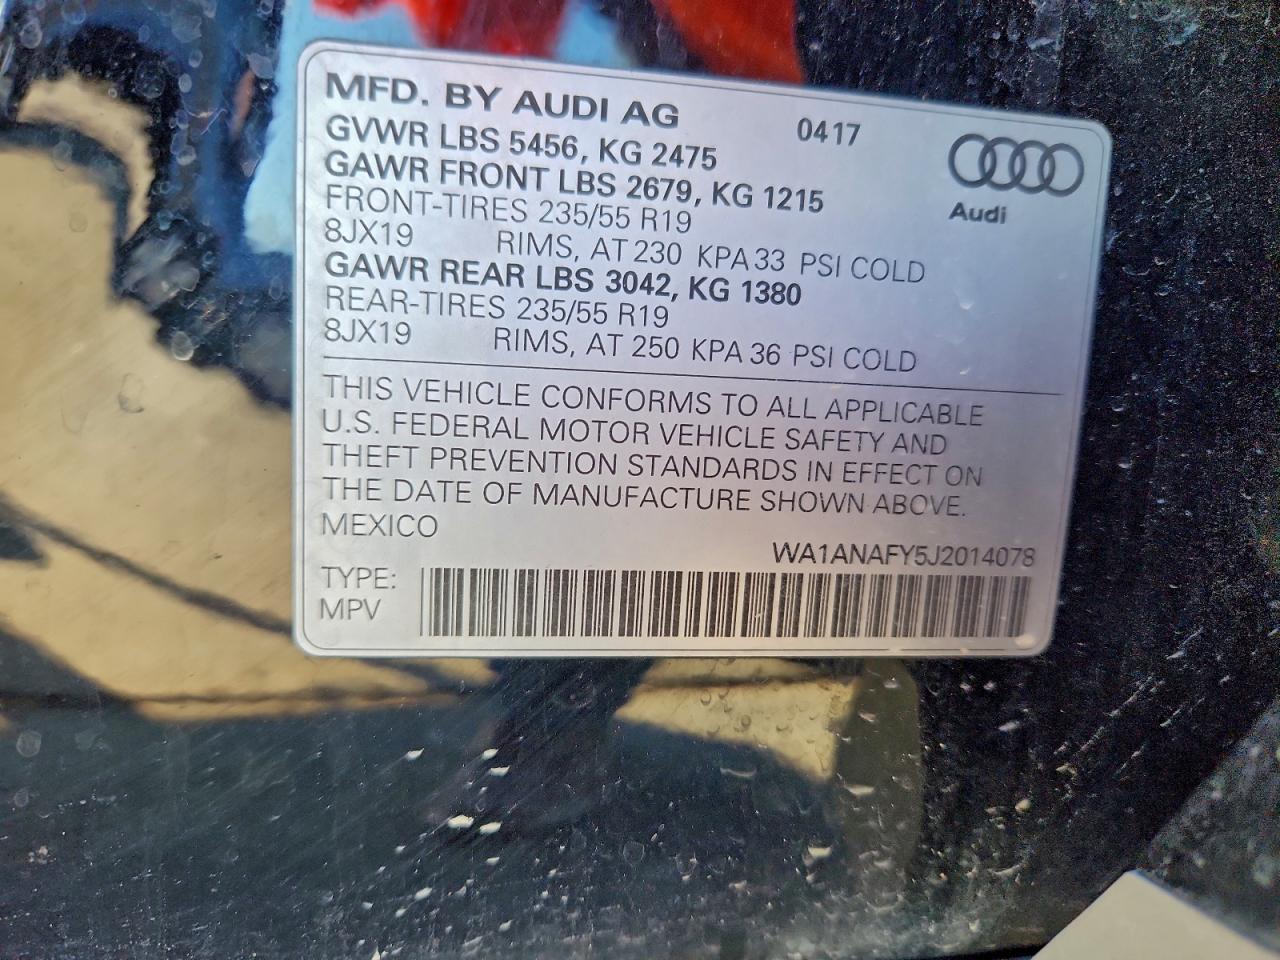 MFD. BY AUDI AG 0417
GVWR LBS 5456, KG 2475
GAWR FRONT LBS 2679, KG 1215
FRONT-TIRES 235/55 R19
8JX19 RIMS, AT 230 KPA 33 PSI COLD
GAWR REAR LBS 3042, KG 1380
REAR-TIRES 235/55 R19
8JX19 RIMS, AT 250 KPA 36 PSI COLD
Audi
THIS VEHICLE CONFORMS TO ALL APPLICABLE
U.S. FEDERAL MOTOR VEHICLE SAFETY AND
THEFT PREVENTION STANDARDS IN EFFECT ON
THE DATE OF MANUFACTURE SHOWN ABOVE.
MEXICO
WA1ANAFY5J2014078
TYPE:
MPV